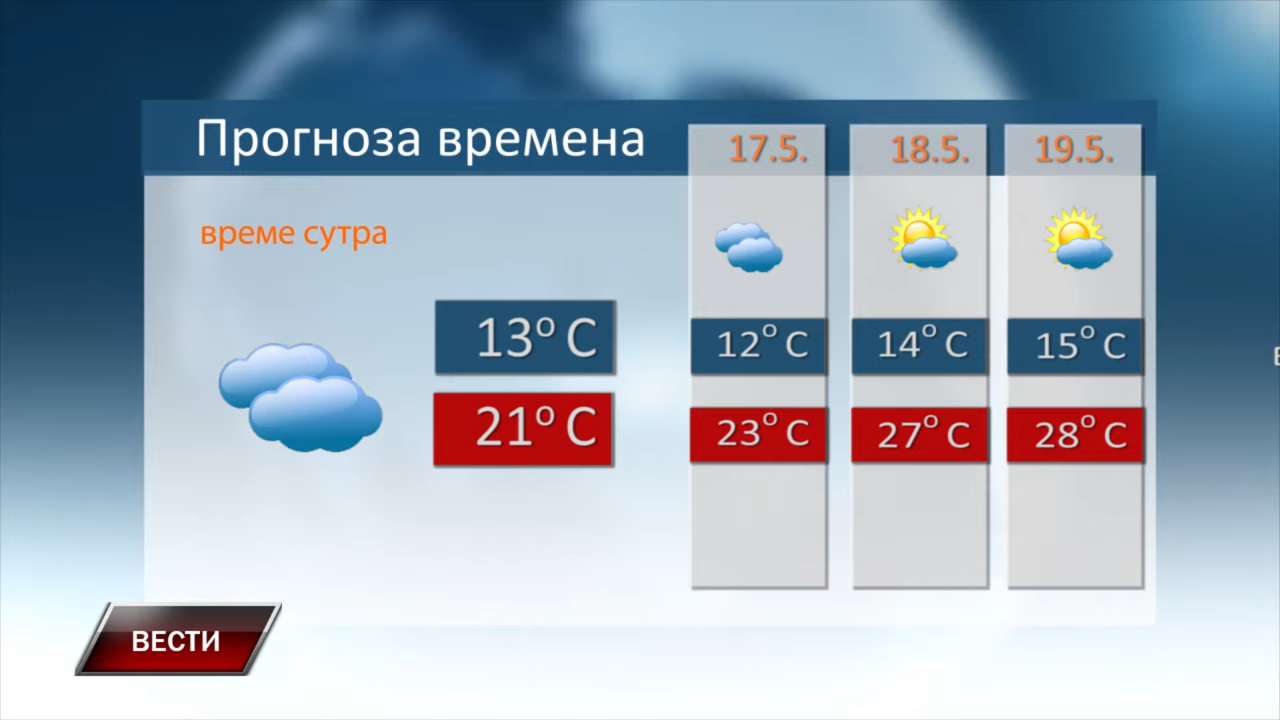 Прогноза времена
17.5.
18.5.
19.5.
време сутра
13° C
12° C
14° C
15° C
21° C
23° C
27° C
28° C
ВЕСТИ